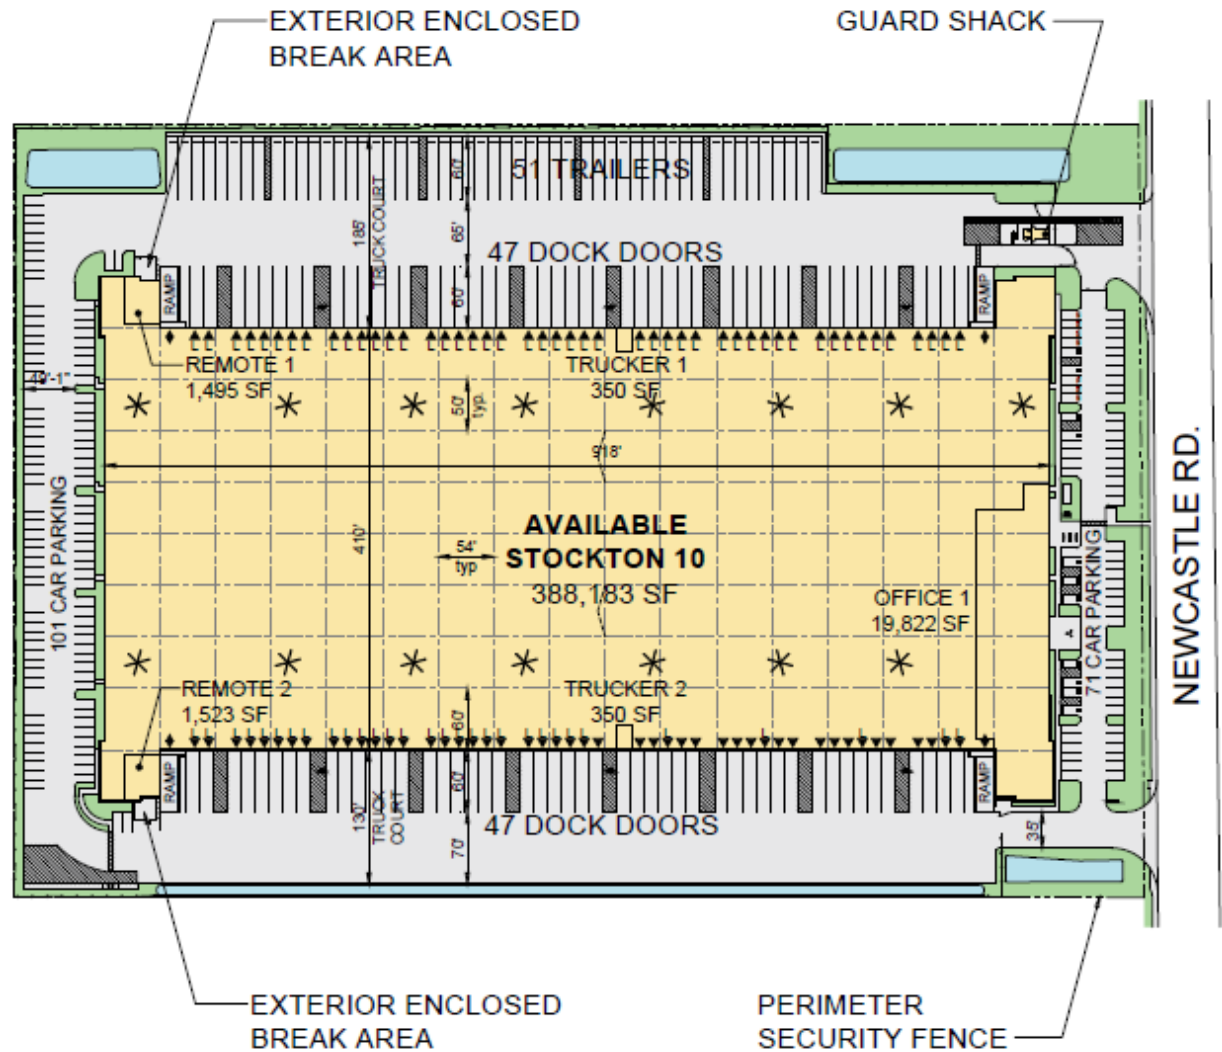 EXTERIOR ENCLOSED
BREAK AREA
GUARD SHACK
51 TRAILERS
60'
185'
TRUCK COURT
65'
47 DOCK DOORS
60'
RAMP
RAMP
REMOTE 1
1,495 SF
TRUCKER 1
350 SF
49'-1"
50'
typ.
918'
AVAILABLE
STOCKTON 10
388,183 SF
54'
typ
410'
101 CAR PARKING
OFFICE 1
19,822 SF
71 CAR PARKING
NEWCASTLE RD.
REMOTE 2
1,523 SF
TRUCKER 2
350 SF
60'
RAMP
RAMP
60'
130'
TRUCK
COURT
47 DOCK DOORS
70'
35'
EXTERIOR ENCLOSED
BREAK AREA
PERIMETER
SECURITY FENCE